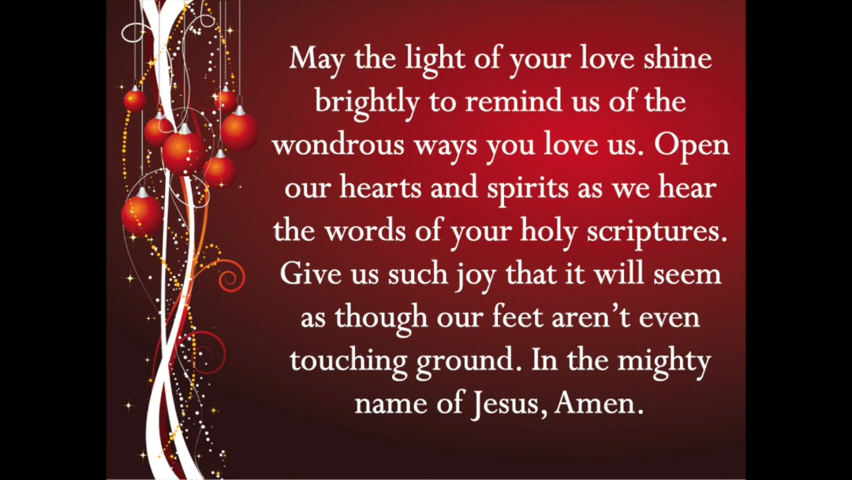 May the light of your love shine
brightly to remind us of the
wondrous ways you love us. Open
our hearts and spirits as we hear
the words of your holy scriptures.
Give us such joy that it will seem
as though our feet aren’t even
touching ground. In the mighty
name of Jesus, Amen.